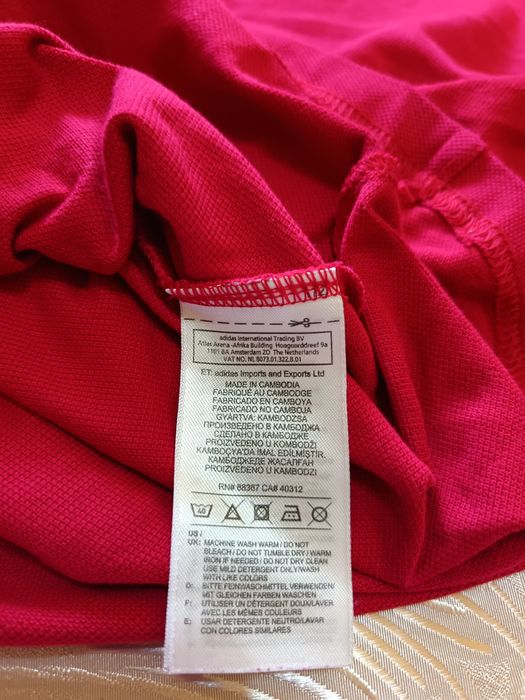 adidas International Trading BV
Atlas Arena -Afrika Building Hoogoorddreef 9a
1101 BA Amsterdam ZO The Netherlands
VAT NO. NL 8073.01.322.B.01
ET: adidas Imports and Exports Ltd
MADE IN CAMBODIA
FABRIQUÉ AU CAMBODGE
FABRICADO EN CAMBOYA
FABRICADO NO CAMBOJA
GYÁRTVA: KAMBODZSA
ПРОИЗВЕДЕНО В КАМБОДЖА
СДЕЛАНО В КАМБОДЖЕ
PROIZVEDENO U KOMBODŽI
KAMBOÇYA'DA İMAL EDİLMİŞTİR.
КАМБОДЖЕДЕ ЖАСАЛҒАН
PROIZVEDENO U KAMBODŽI
RN# 88387 CA# 40312
40
US /
UK: MACHINE WASH WARM / DO NOT
BLEACH / DO NOT TUMBLE DRY / WARM
IRON IF NEEDED / DO NOT DRY CLEAN
USE MILD DETERGENT ONLY/WASH
WITH LIKE COLORS
D: BITTE FEINWASCHMITTEL VERWENDEN/
MIT GLEICHEN FARBEN WASCHEN
F: UTILISER UN DÉTERGENT DOUX/LAVER
AVEC LES MÊMES COULEURS
E: USAR DETERGENTE NEUTRO/LAVAR
CON COLORES SIMILARES